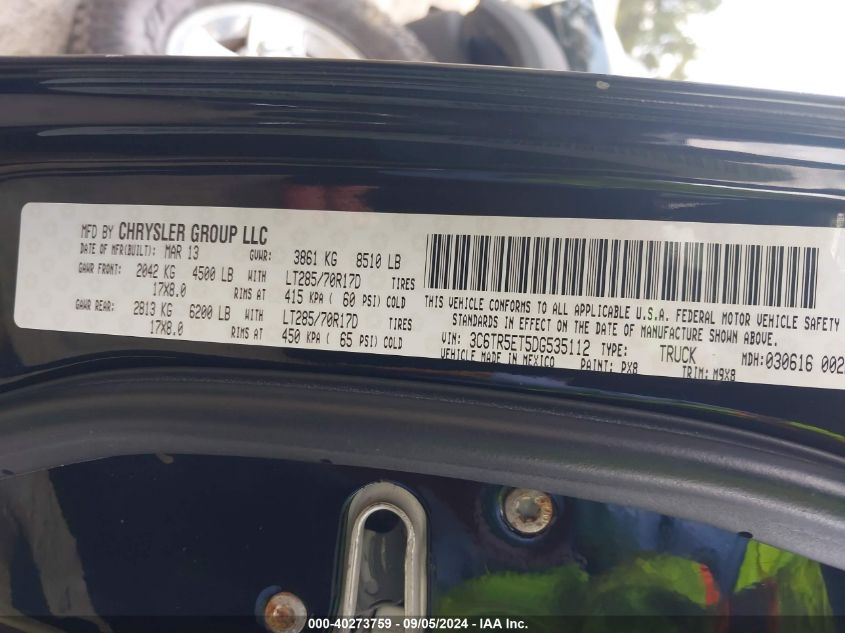 MFD BY CHRYSLER GROUP LLC
DATE OF MFR(BUILT): MAR 13 GVWR: 3861 KG 8510 LB
GAWR FRONT: 2042 KG 4500 LB WITH LT285/70R17D TIRES
17X8.0 RIMS AT 415 KPA ( 60 PSI) COLD
GAWR REAR: 2813 KG 6200 LB WITH LT285/70R17D TIRES
17X8.0 RIMS AT 450 KPA ( 65 PSI) COLD
THIS VEHICLE CONFORMS TO ALL APPLICABLE U.S.A. FEDERAL MOTOR VEHICLE SAFETY
STANDARDS IN EFFECT ON THE DATE OF MANUFACTURE SHOWN ABOVE.
VIN: 3C6TR5ET5DG535112 TYPE: TRUCK MDH:030616 002
VEHICLE MADE IN MEXICO PAINT: PX8 TRIM: M9X8
000-40273759 - 09/05/2024 - IAA Inc.